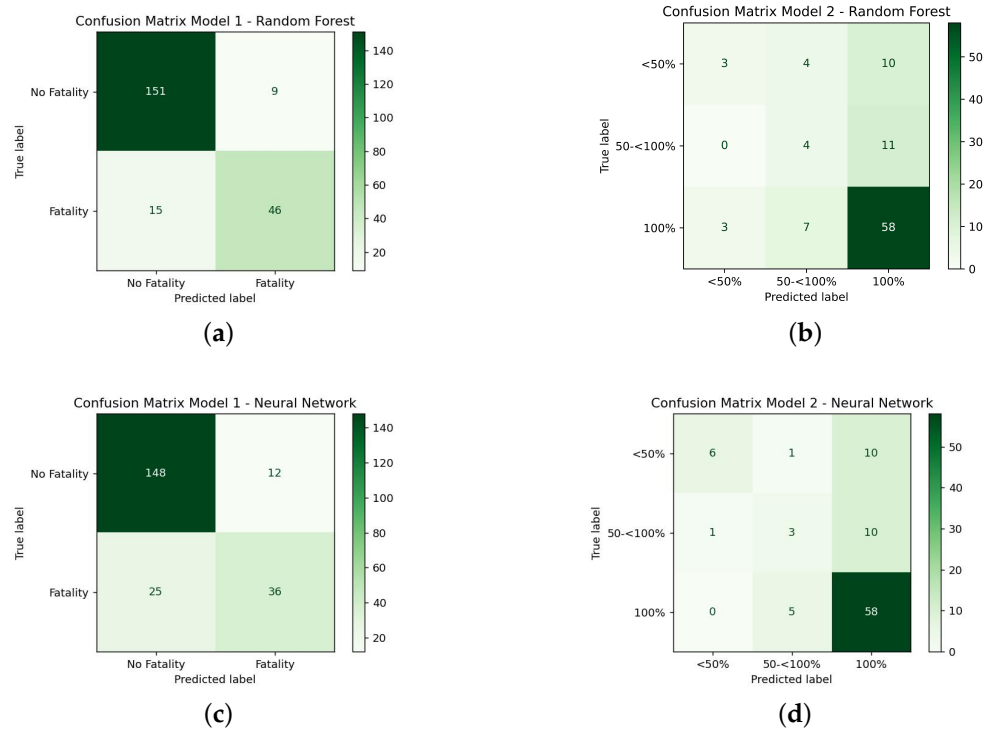 Confusion Matrix Model 1 - Random Forest
No Fatality 151 9
Fatality 15 46
True label
No Fatality Fatality
Predicted label
140
120
100
80
60
40
20
(a)
Confusion Matrix Model 2 - Random Forest
<50% 3 4 10
50-<100% 0 4 11
100% 3 7 58
True label
<50% 50-<100% 100%
Predicted label
50
40
30
20
10
0
(b)
Confusion Matrix Model 1 - Neural Network
No Fatality 148 12
Fatality 25 36
True label
No Fatality Fatality
Predicted label
140
120
100
80
60
40
20
(c)
Confusion Matrix Model 2 - Neural Network
<50% 6 1 10
50-<100% 1 3 10
100% 0 5 58
True label
<50% 50-<100% 100%
Predicted label
50
40
30
20
10
0
(d)